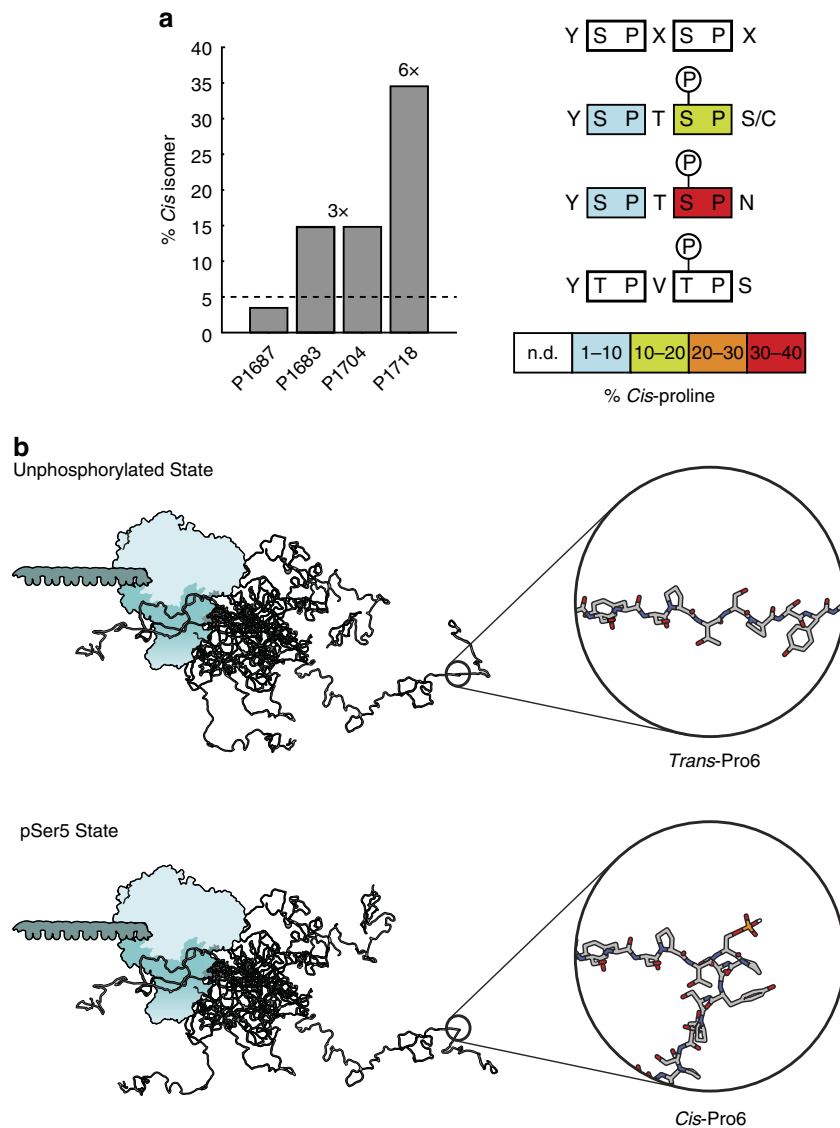 a
% Cis isomer
40
35
30
25
20
15
10
5
0
3×
6×
P1687
P1683
P1704
P1718
Y S P X S P X
P
Y S P T S P S/C
P
Y S P T S P N
P
Y T P V T P S
n.d. 1–10 10–20 20–30 30–40
% Cis-proline
b
Unphosphorylated State
Trans-Pro6
pSer5 State
Cis-Pro6